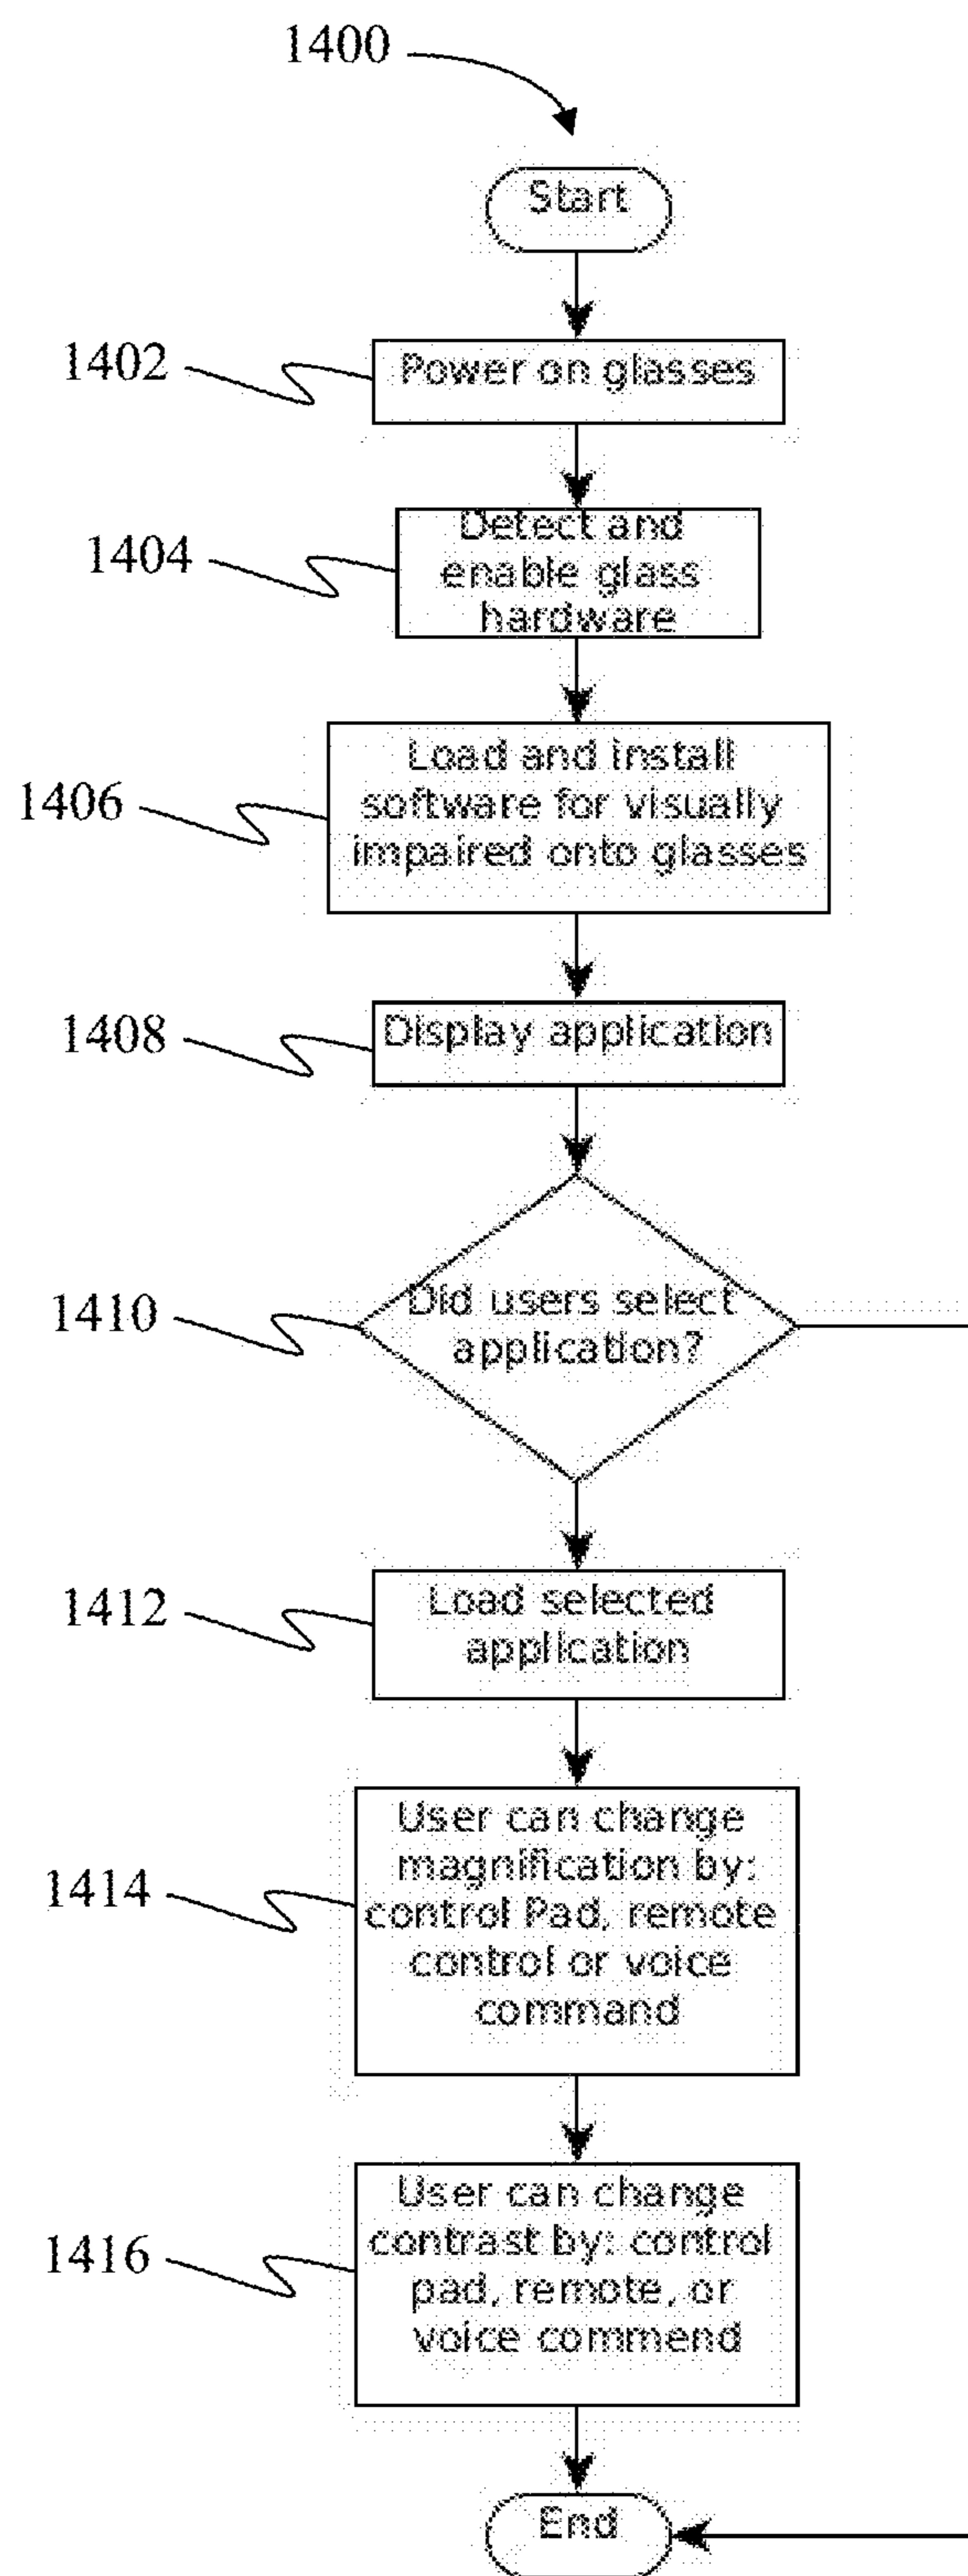 1400
Start
1402
Power on glasses
1404
Detect and
enable glass
hardware
1406
Load and install
software for visually
impaired onto glasses
1408
Display application
1410
Did users select
application?
1412
Load selected
application
1414
User can change
magnification by:
control Pad, remote
control or voice
command
1416
User can change
contrast by: control
pad, remote, or
voice commend
End